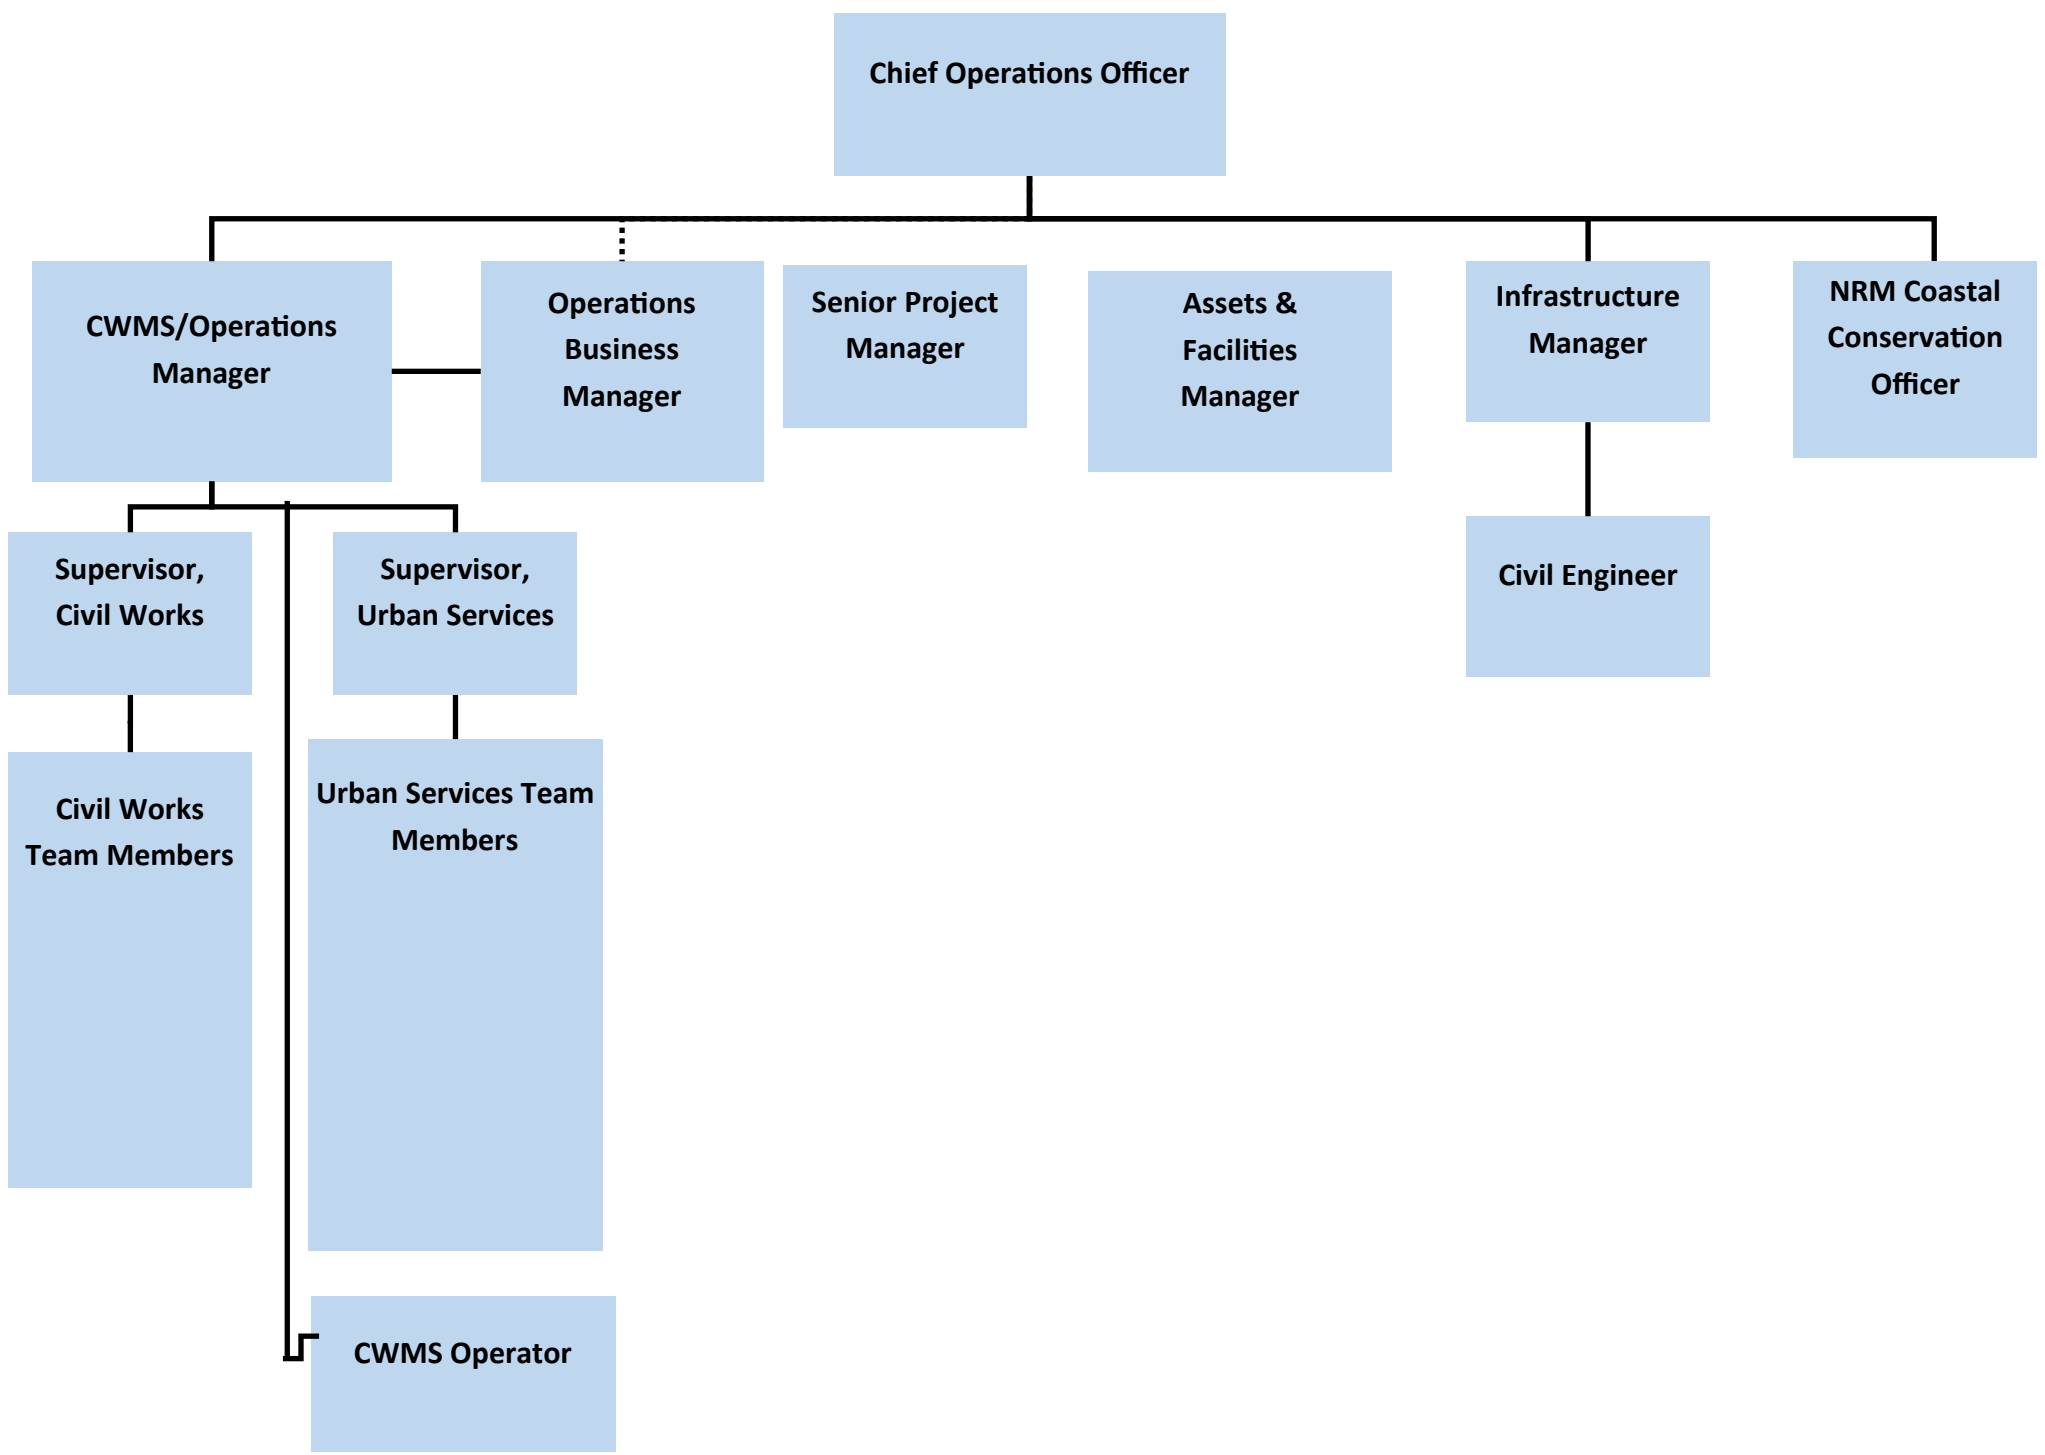 Chief Operations Officer
CWMS/Operations
Manager
Operations
Business
Manager
Senior Project
Manager
Assets &
Facilities
Manager
Infrastructure
Manager
NRM Coastal
Conservation
Officer
Supervisor,
Civil Works
Supervisor,
Urban Services
Civil Engineer
Civil Works
Team Members
Urban Services Team
Members
CWMS Operator